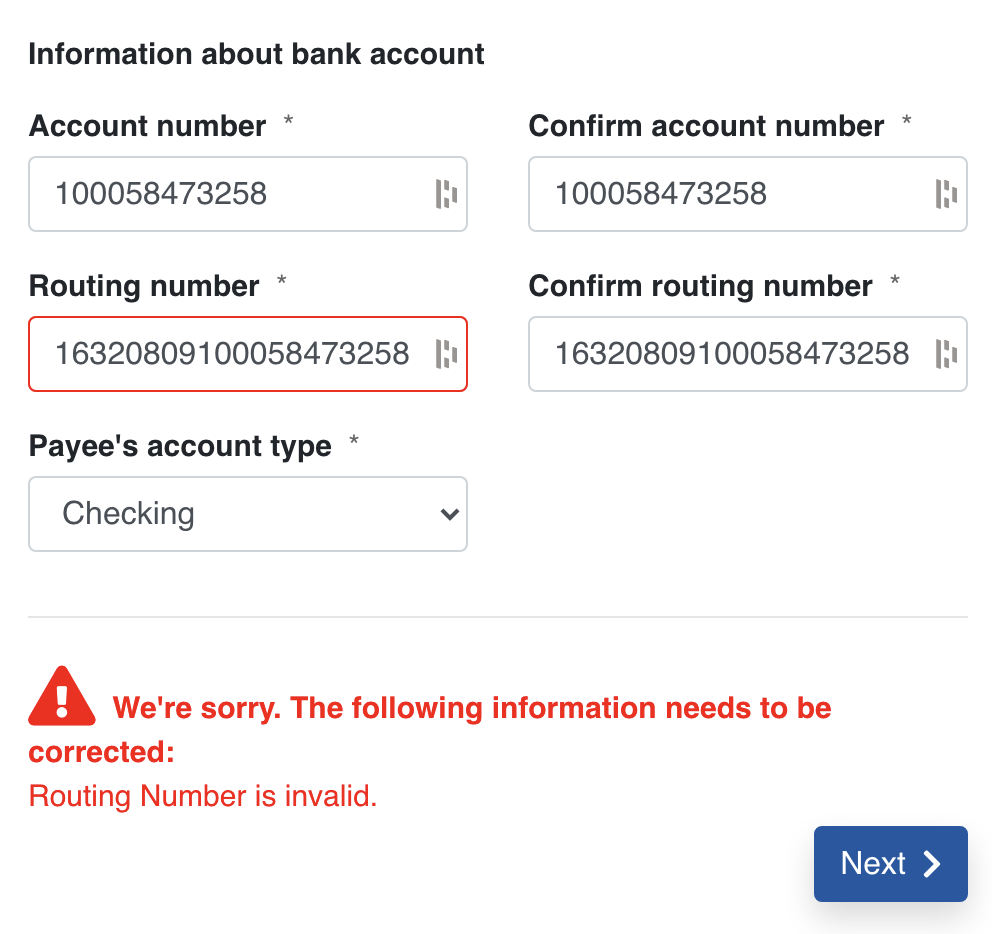 Information about bank account
Account number *
Confirm account number *
100058473258
100058473258
Routing number *
Confirm routing number *
16320809100058473258
16320809100058473258
Payee's account type *
Checking
We're sorry. The following information needs to be
corrected:
Routing Number is invalid.
Next